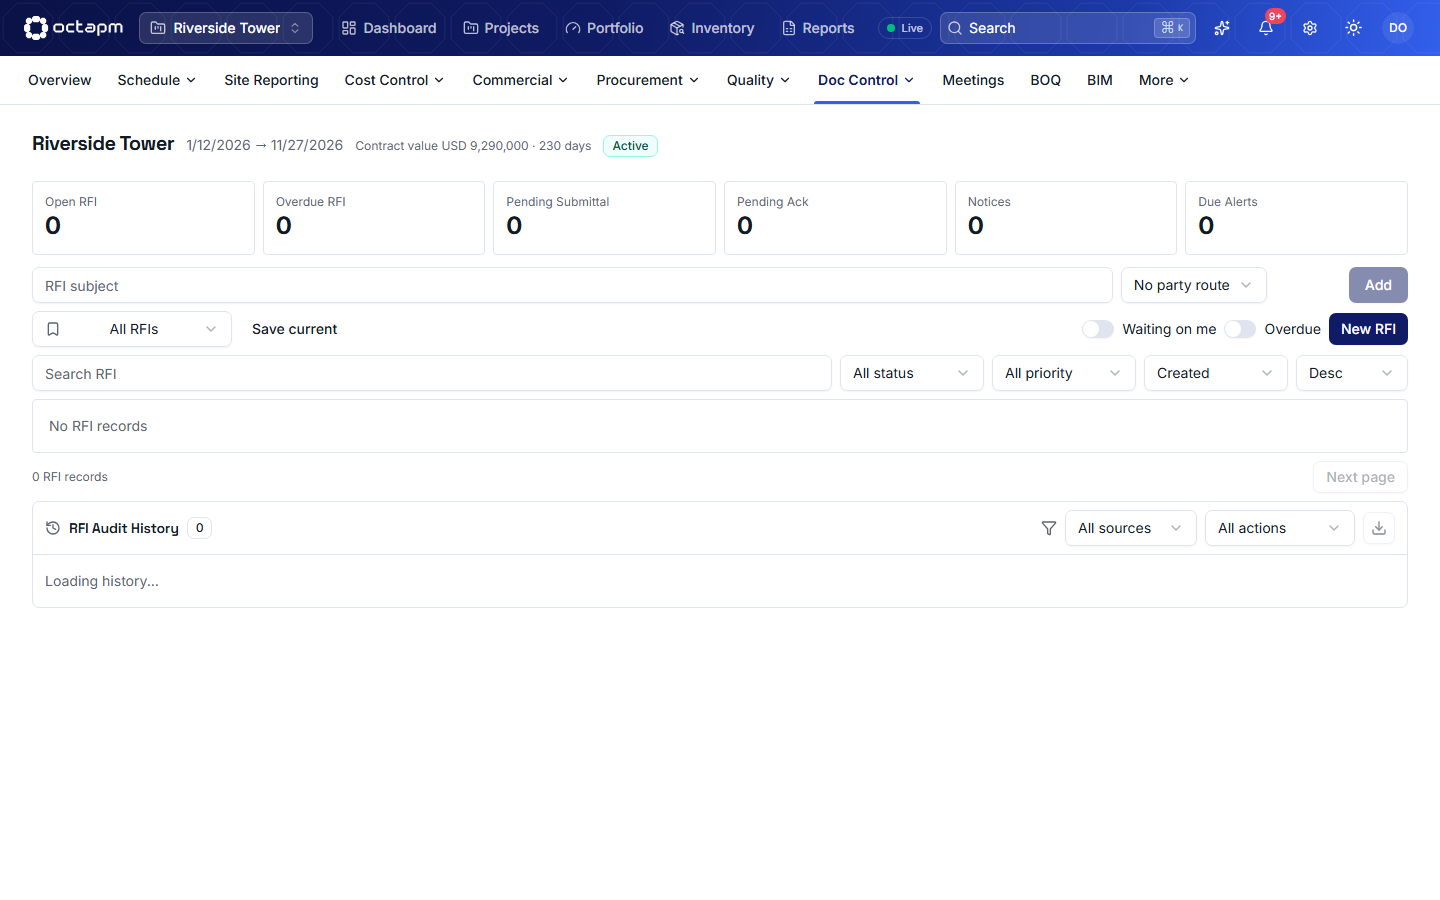 octapm
Riverside Tower
Dashboard
Projects
Portfolio
Inventory
Reports
Live
Search
⌘ K
9+
DO
Overview
Schedule
Site Reporting
Cost Control
Commercial
Procurement
Quality
Doc Control
Meetings
BOQ
BIM
More
Riverside Tower
1/12/2026 → 11/27/2026
Contract value USD 9,290,000 · 230 days
Active
Open RFI
0
Overdue RFI
0
Pending Submittal
0
Pending Ack
0
Notices
0
Due Alerts
0
RFI subject
No party route
Add
All RFIs
Save current
Waiting on me
Overdue
New RFI
Search RFI
All status
All priority
Created
Desc
No RFI records
0 RFI records
Next page
RFI Audit History
0
All sources
All actions
Loading history...